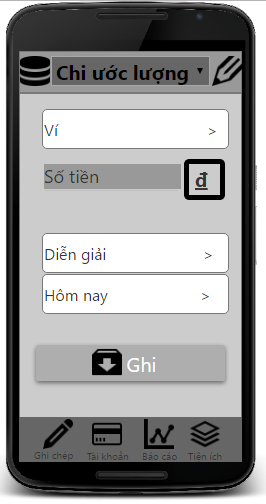 Chi ước lượng
Ví >
Số tiền đ
Diễn giải >
Hôm nay >
Ghi
Ghi chép Tài khoản Báo cáo Tiện ích